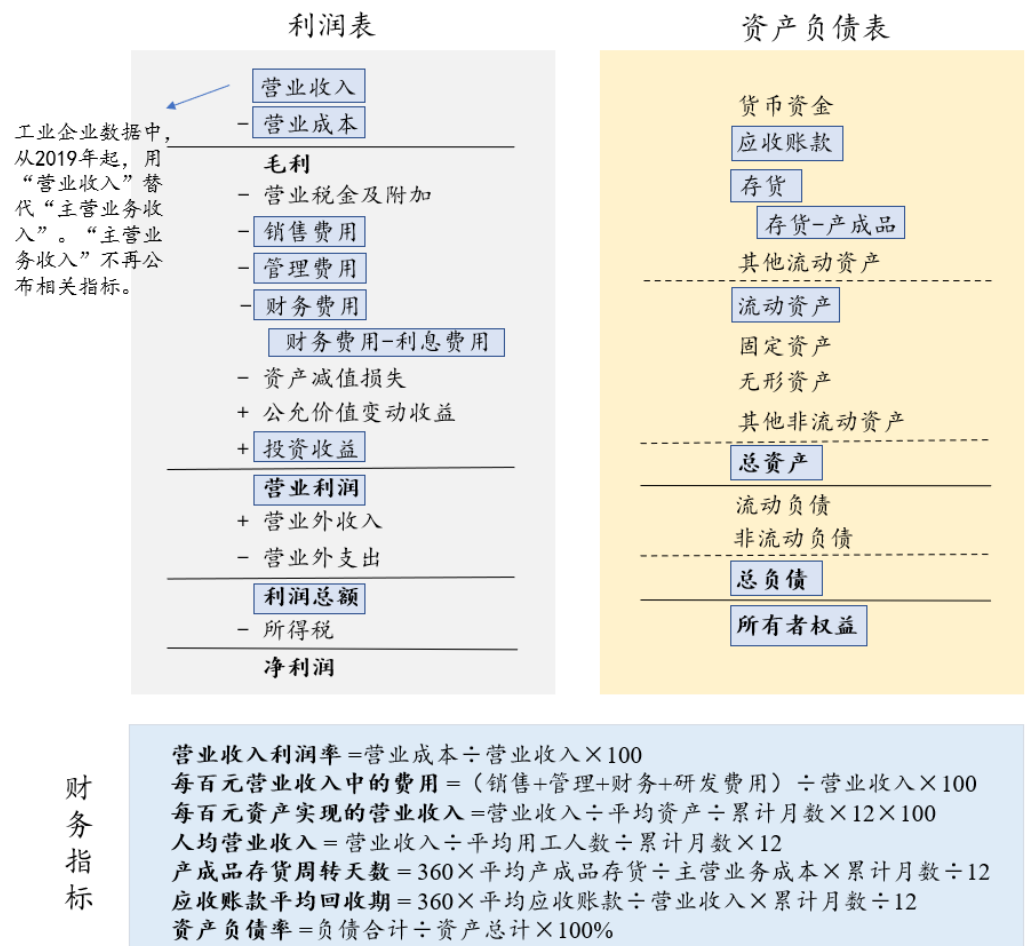 利润表
营业收入
- 营业成本
毛利
- 营业税金及附加
- 销售费用
- 管理费用
- 财务费用
财务费用-利息费用
- 资产减值损失
+ 公允价值变动收益
+ 投资收益
营业利润
+ 营业外收入
- 营业外支出
利润总额
- 所得税
净利润
工业企业数据中，
从2019年起，用
“营业收入”替
代“主营业务收
入”。“主营业
务收入”不再公
布相关指标。
资产负债表
货币资金
应收账款
存货
存货-产成品
其他流动资产
流动资产
固定资产
无形资产
其他非流动资产
总资产
流动负债
非流动负债
总负债
所有者权益
财务指标
营业收入利润率=营业成本÷营业收入×100
每百元营业收入中的费用=（销售+管理+财务+研发费用）÷营业收入×100
每百元资产实现的营业收入=营业收入÷平均资产÷累计月数×12×100
人均营业收入=营业收入÷平均用工人数÷累计月数×12
产成品存货周转天数=360×平均产成品存货÷主营业务成本×累计月数÷12
应收账款平均回收期=360×平均应收账款÷营业收入×累计月数÷12
资产负债率=负债合计÷资产总计×100%